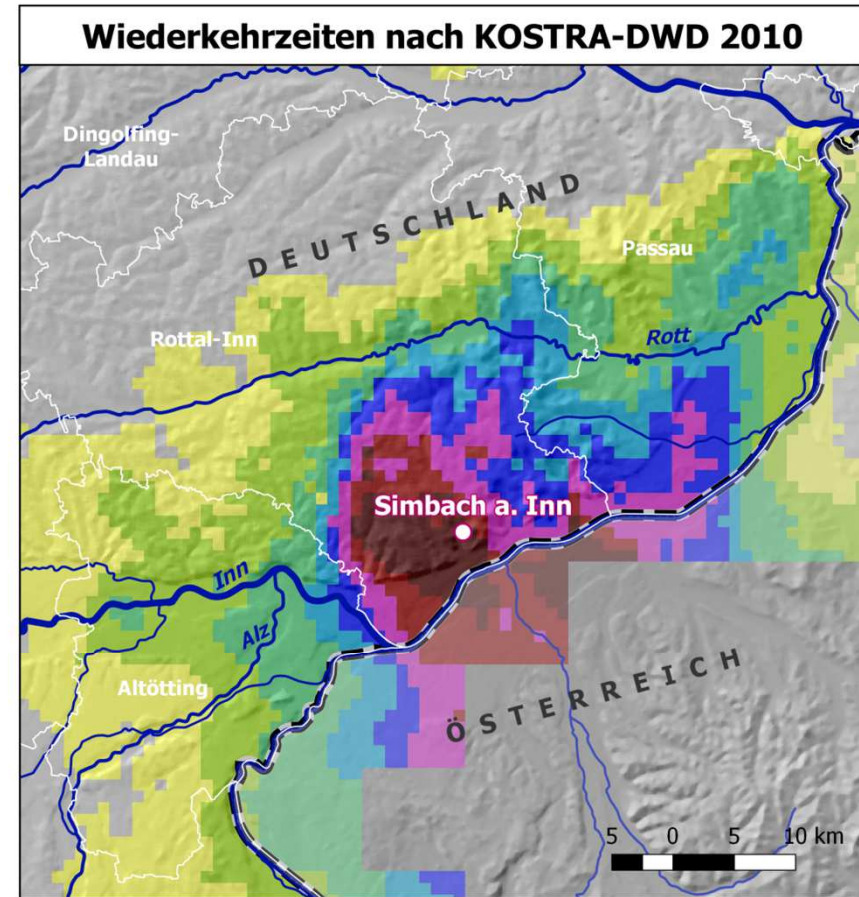 Wiederkehrzeiten nach KOSTRA-DWD 2010
Dingolfing-
Landau
DEUTSCHLAND
Passau
Rottal-Inn
Rott
Simbach a. Inn
Inn
Alz
Altötting
ÖSTERREICH
5 0 5 10 km